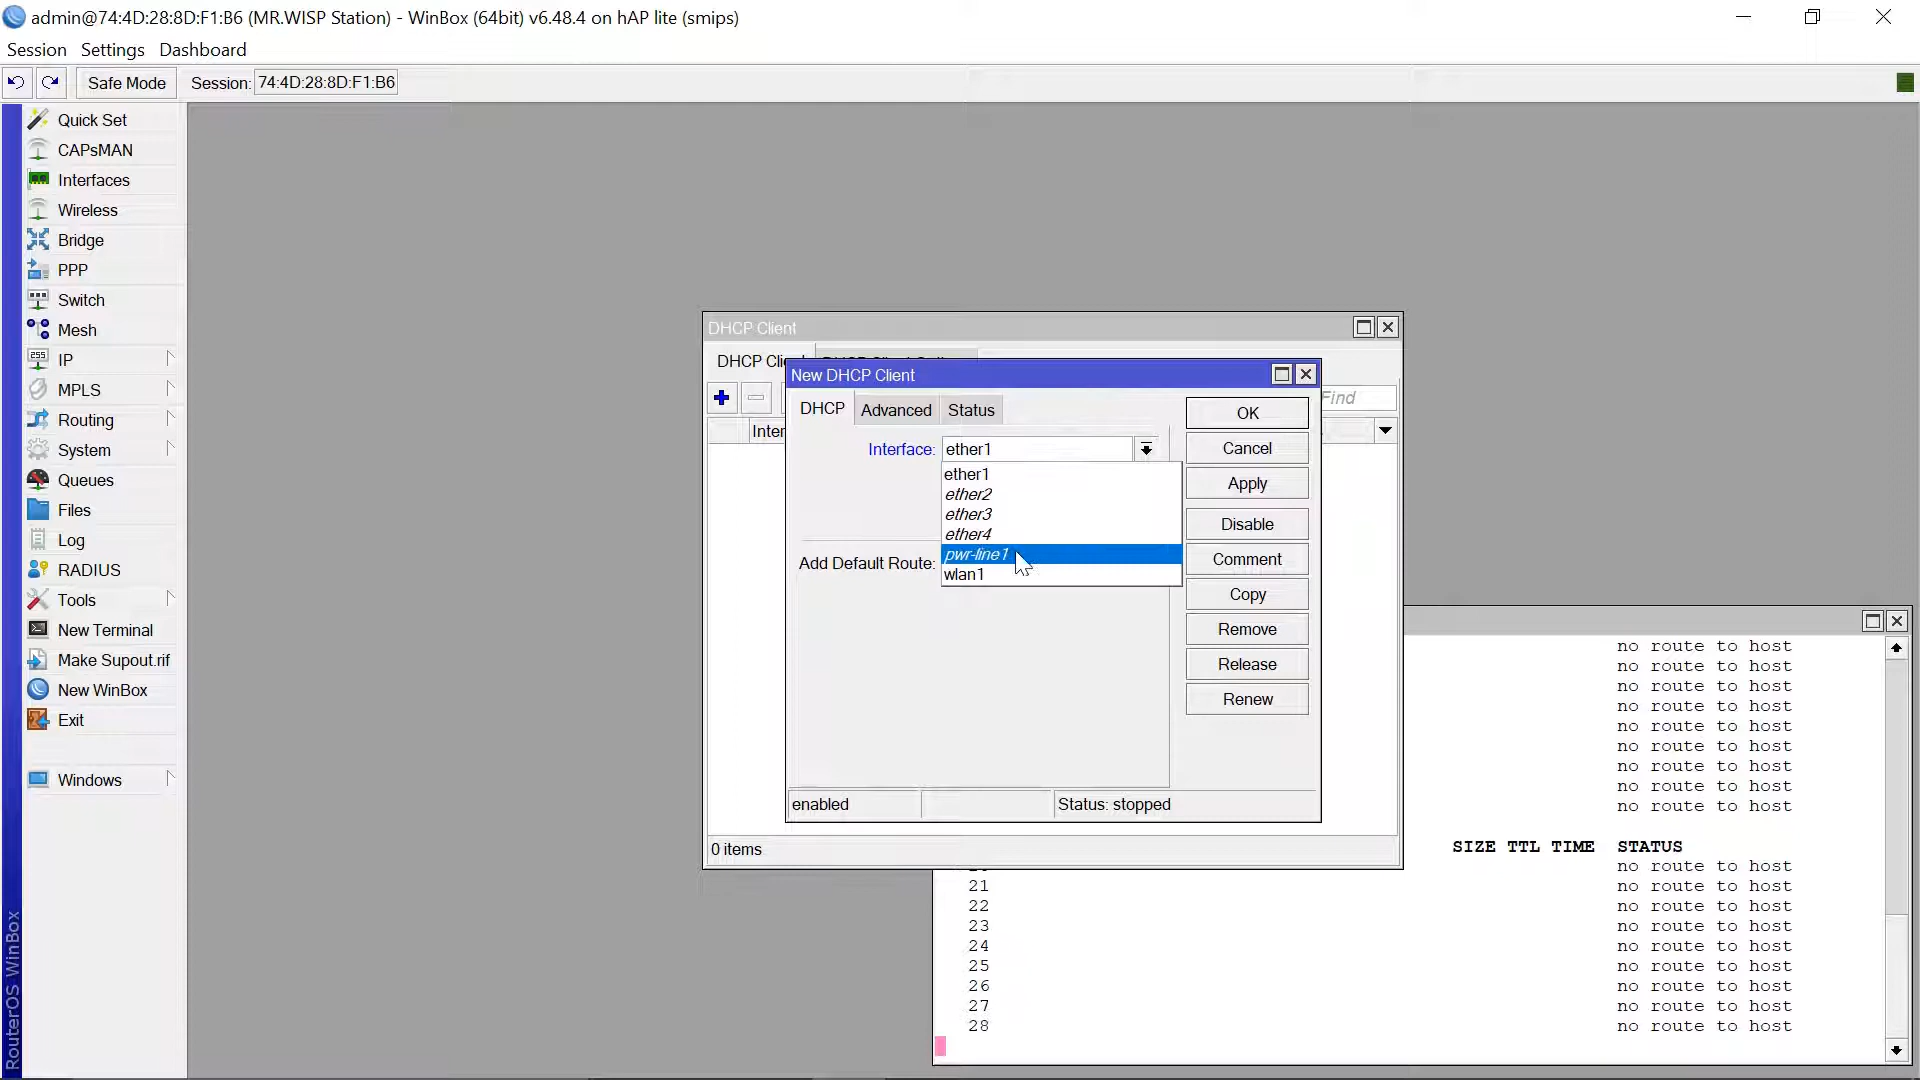 admin@74:4D:28:8D:F1:B6 (MR.WISP Station) - WinBox (64bit) v6.48.4 on hAP lite (smips)
Session Settings Dashboard
Safe Mode Session: 74:4D:28:8D:F1:B6
Quick Set
CAPsMAN
Interfaces
Wireless
Bridge
PPP
Switch
Mesh
255
IP
MPLS
Routing
System
Queues
Files
Log
RADIUS
Tools
New Terminal
Make Supout.rif
New WinBox
Exit
Windows
RouterOS WinBox
DHCP Client
New DHCP Client
Find
DHCP Advanced Status
Interface: ether1
ether1
ether2
ether3
ether4
pwr-line1
wlan1
Add Default Route:
OK
Cancel
Apply
Disable
Comment
Copy
Remove
Release
Renew
enabled
Status: stopped
0 items
no route to host
no route to host
no route to host
no route to host
no route to host
no route to host
no route to host
no route to host
no route to host
SIZE TTL TIME STATUS
no route to host
21 no route to host
22 no route to host
23 no route to host
24 no route to host
25 no route to host
26 no route to host
27 no route to host
28 no route to host